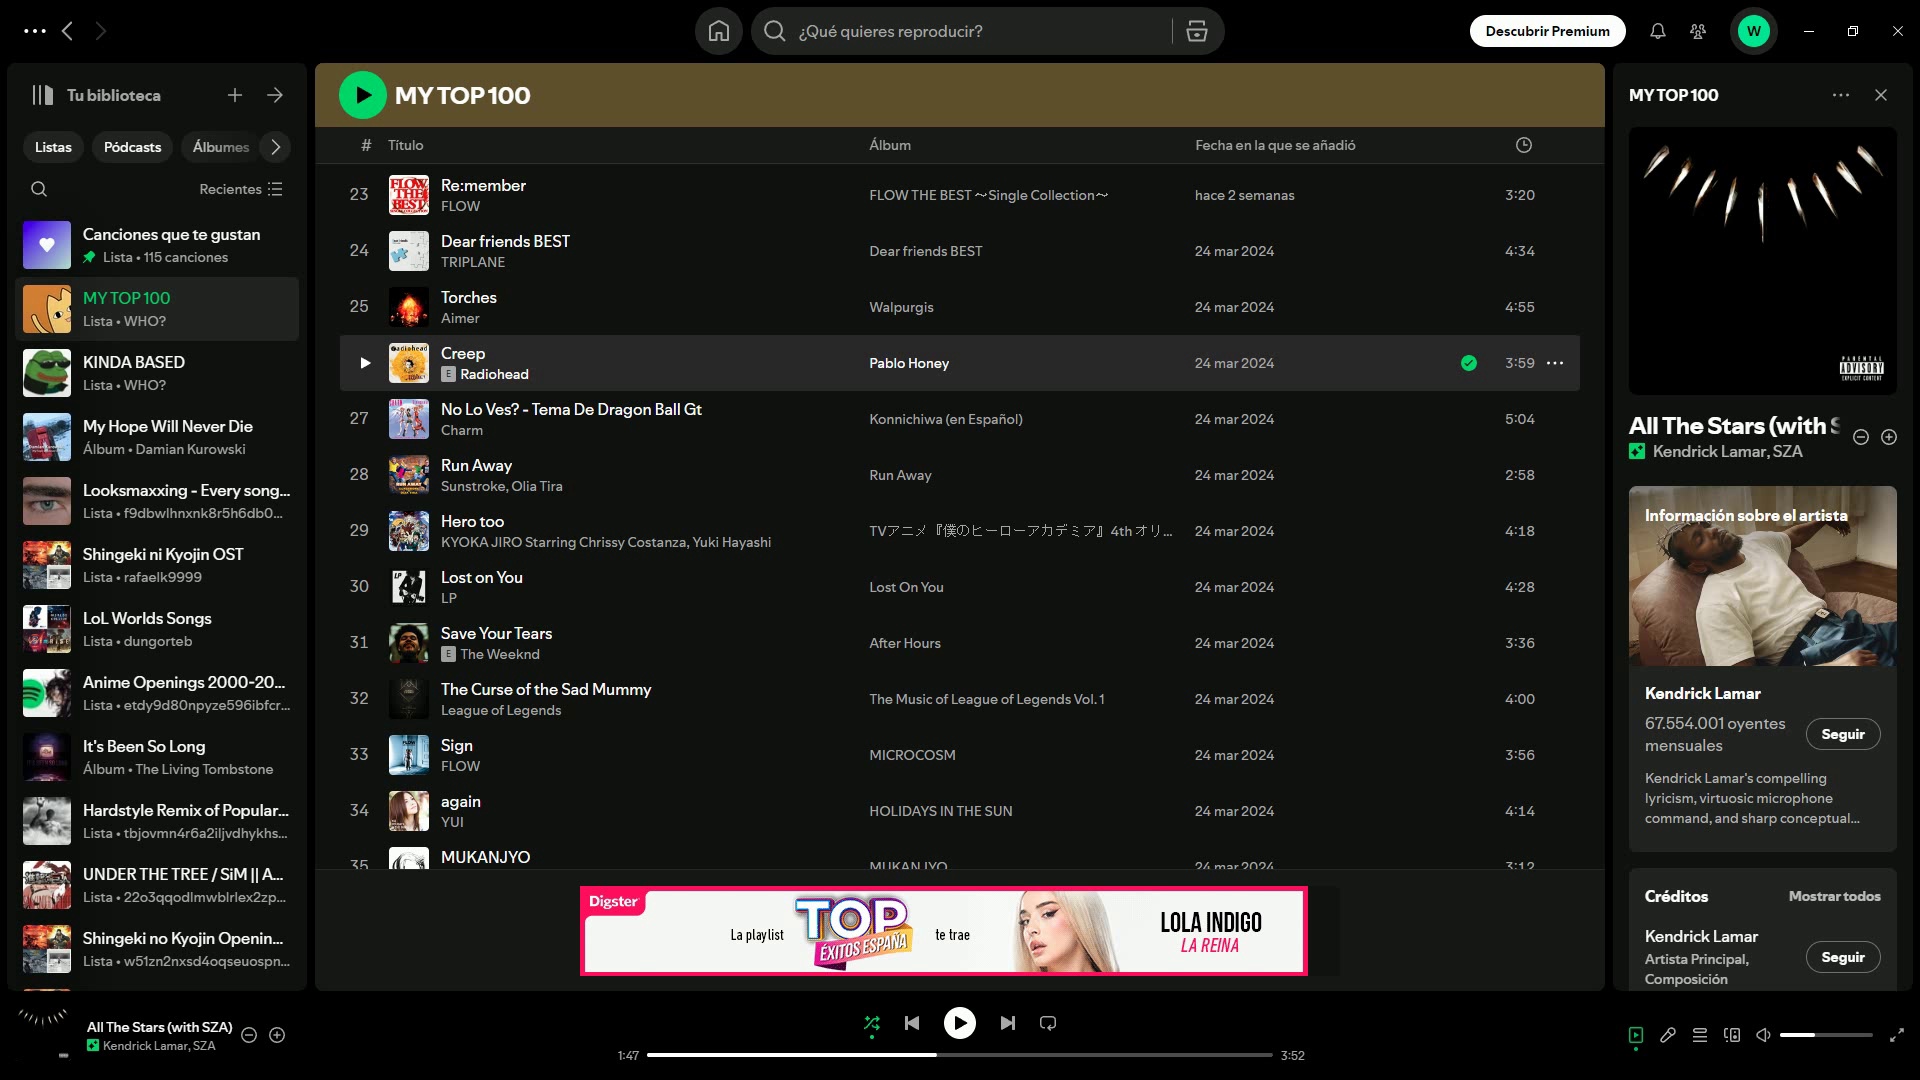 ¿Qué quieres reproducir?
Descubrir Premium
W
Tu biblioteca
Listas
Pódcasts
Álbumes
Recientes
Canciones que te gustan
Lista • 115 canciones
MY TOP 100
Lista • WHO?
KINDA BASED
Lista • WHO?
My Hope Will Never Die
Álbum • Damian Kurowski
Looksmaxxing - Every song...
Lista • f9dbwlhnxnk8r5h6db0...
Shingeki ni Kyojin OST
Lista • rafaelk9999
LoL Worlds Songs
Lista • dungorteb
Anime Openings 2000-20...
Lista • etdy9d80npyze596ibfcr...
It's Been So Long
Álbum • The Living Tombstone
Hardstyle Remix of Popular...
Lista • tbjovmn4r6a2iljvdhykhs...
UNDER THE TREE / SiM || A...
Lista • 22o3qqodlmwblrlex2zp...
Shingeki no Kyojin Openin...
Lista • w51zn2nxsd4oqseuospn...
MY TOP 100
# Título Álbum Fecha en la que se añadió
23 Re:member FLOW THE BEST ～Single Collection～ hace 2 semanas 3:20
FLOW
24 Dear friends BEST Dear friends BEST 24 mar 2024 4:34
TRIPLANE
25 Torches Walpurgis 24 mar 2024 4:55
Aimer
Creep Pablo Honey 24 mar 2024 3:59
E Radiohead
27 No Lo Ves? - Tema De Dragon Ball Gt Konnichiwa (en Español) 24 mar 2024 5:04
Charm
28 Run Away Run Away 24 mar 2024 2:58
Sunstroke, Olia Tira
29 Hero too TVアニメ『僕のヒーローアカデミア』4th オリ... 24 mar 2024 4:18
KYOKA JIRO Starring Chrissy Costanza, Yuki Hayashi
30 Lost on You Lost On You 24 mar 2024 4:28
LP
31 Save Your Tears After Hours 24 mar 2024 3:36
E The Weeknd
32 The Curse of the Sad Mummy The Music of League of Legends Vol. 1 24 mar 2024 4:00
League of Legends
33 Sign MICROCOSM 24 mar 2024 3:56
FLOW
34 again HOLIDAYS IN THE SUN 24 mar 2024 4:14
YUI
35 MUKANJYO MUKANJYO 24 mar 2024 3:12
Digster
La playlist
TOP
ÉXITOS ESPAÑA
te trae
LOLA INDIGO
LA REINA
MY TOP 100
PARENTAL
ADVISORY
EXPLICIT CONTENT
All The Stars (with S
Kendrick Lamar, SZA
Información sobre el artista
Kendrick Lamar
67.554.001 oyentes
mensuales
Seguir
Kendrick Lamar's compelling
lyricism, virtuosic microphone
command, and sharp conceptual...
Créditos
Mostrar todos
Kendrick Lamar
Artista Principal,
Composición
Seguir
All The Stars (with SZA)
Kendrick Lamar, SZA
1:47
3:52